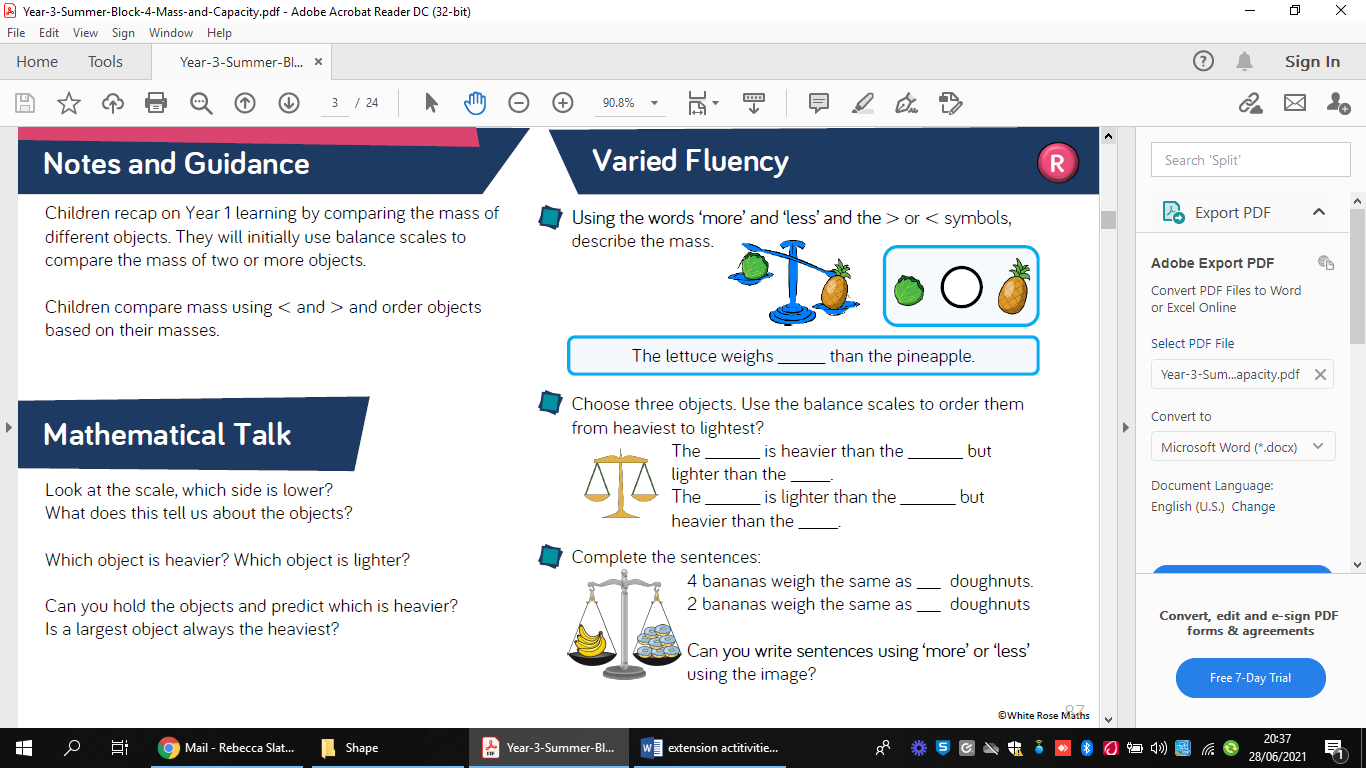 Year-3-Summer-Block-4-Mass-and-Capacity.pdf - Adobe Acrobat Reader DC (32-bit)
File Edit View Sign Window Help
Home Tools Year-3-Summer-Bl... × Sign In
3 / 24 90.8%
Notes and Guidance
Children recap on Year 1 learning by comparing the mass of
different objects. They will initially use balance scales to
compare the mass of two or more objects.
Children compare mass using < and > and order objects
based on their masses.
Mathematical Talk
Look at the scale, which side is lower?
What does this tell us about the objects?
Which object is heavier? Which object is lighter?
Can you hold the objects and predict which is heavier?
Is a largest object always the heaviest?
Varied Fluency
R
Using the words ‘more’ and ‘less’ and the > or < symbols,
describe the mass.
The lettuce weighs _____ than the pineapple.
Choose three objects. Use the balance scales to order them
from heaviest to lightest?
The ______ is heavier than the ______ but
lighter than the ____.
The ______ is lighter than the ______ but
heavier than the ____.
Complete the sentences:
4 bananas weigh the same as ___ doughnuts.
2 bananas weigh the same as ___ doughnuts
Can you write sentences using ‘more’ or ‘less’
using the image?
©White Rose Maths
87
Search 'Split'
Export PDF
Adobe Export PDF
Convert PDF Files to Word
or Excel Online
Select PDF File
Year-3-Sum...apacity.pdf
Convert to
Microsoft Word (*.docx)
Document Language:
English (U.S.) Change
Convert, edit and e-sign PDF
forms & agreements
Free 7-Day Trial
Mail - Rebecca Slat... Shape Year-3-Summer-Bl... extension actitivitie...
20:37
28/06/2021
1